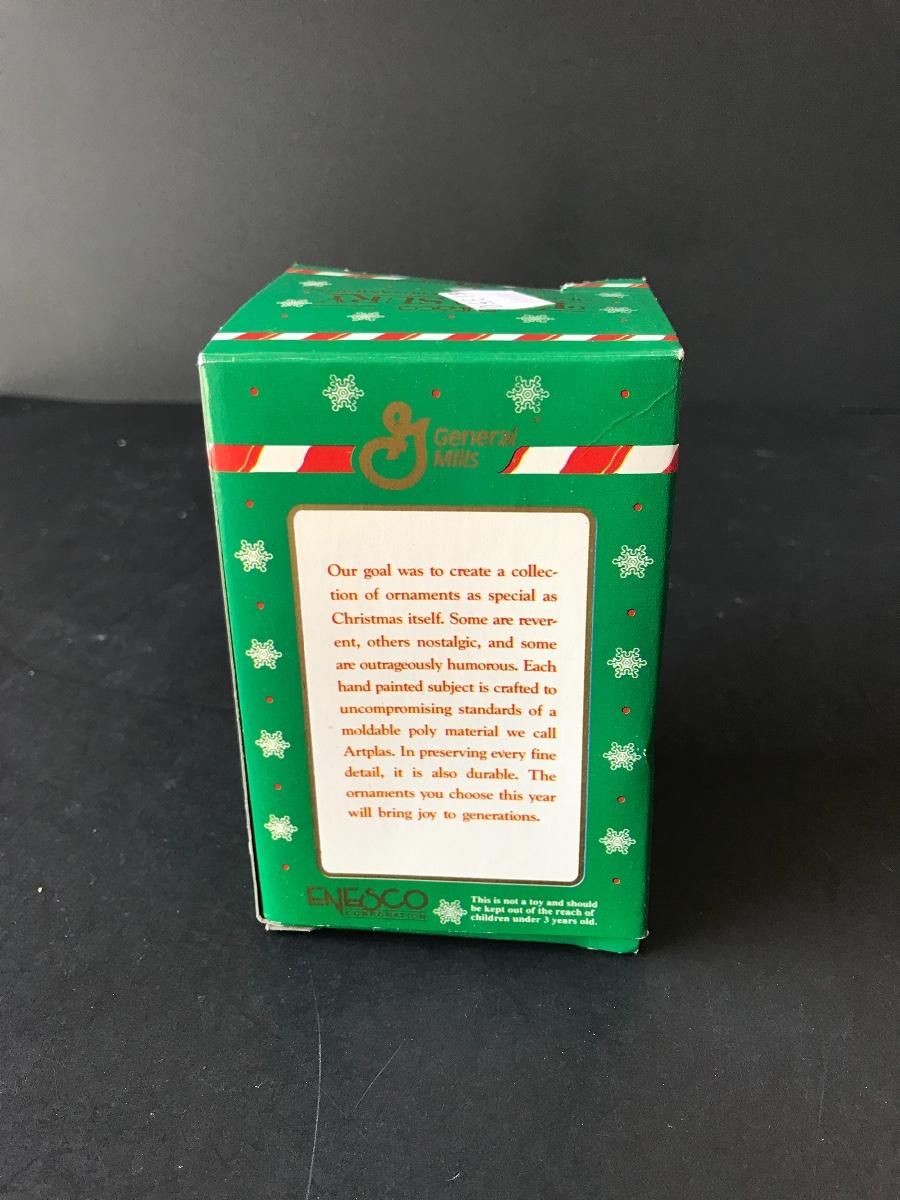 General
Mills
Our goal was to create a collec-
tion of ornaments as special as
Christmas itself. Some are rever-
ent, others nostalgic, and some
are outrageously humorous. Each
hand painted subject is crafted to
uncompromising standards of a
moldable poly material we call
Artplas. In preserving every fine
detail, it is also durable. The
ornaments you choose this year
will bring joy to generations.
ENESCO
CORPORATION
This is not a toy and should
be kept out of the reach of
children under 3 years old.